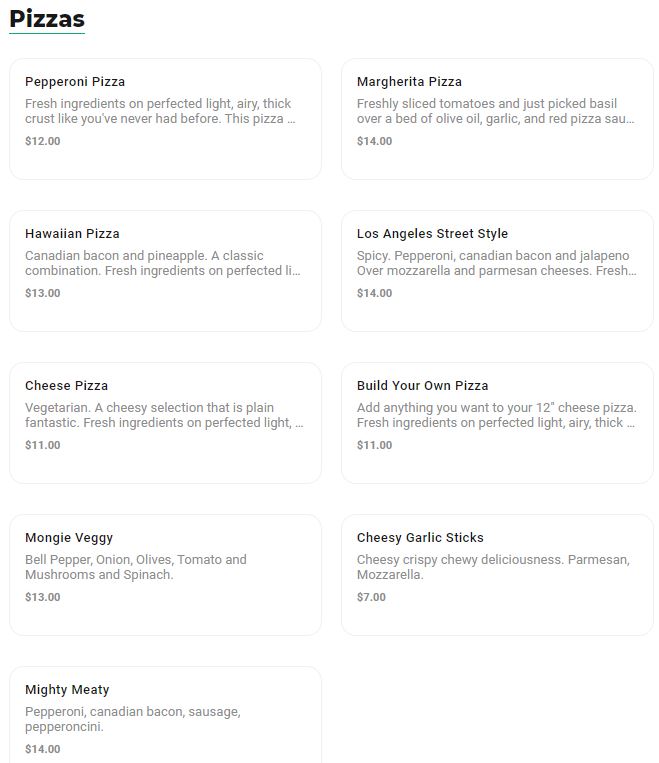 Pizzas
Pepperoni Pizza
Fresh ingredients on perfected light, airy, thick
crust like you've never had before. This pizza ...
$12.00
Margherita Pizza
Freshly sliced tomatoes and just picked basil
over a bed of olive oil, garlic, and red pizza sau...
$14.00
Hawaiian Pizza
Canadian bacon and pineapple. A classic
combination. Fresh ingredients on perfected li...
$13.00
Los Angeles Street Style
Spicy. Pepperoni, canadian bacon and jalapeno
Over mozzarella and parmesan cheeses. Fresh...
$14.00
Cheese Pizza
Vegetarian. A cheesy selection that is plain
fantastic. Fresh ingredients on perfected light, ...
$11.00
Build Your Own Pizza
Add anything you want to your 12" cheese pizza.
Fresh ingredients on perfected light, airy, thick ...
$11.00
Mongie Veggy
Bell Pepper, Onion, Olives, Tomato and
Mushrooms and Spinach.
$13.00
Cheesy Garlic Sticks
Cheesy crispy chewy deliciousness. Parmesan,
Mozzarella.
$7.00
Mighty Meaty
Pepperoni, canadian bacon, sausage,
pepperoncini.
$14.00